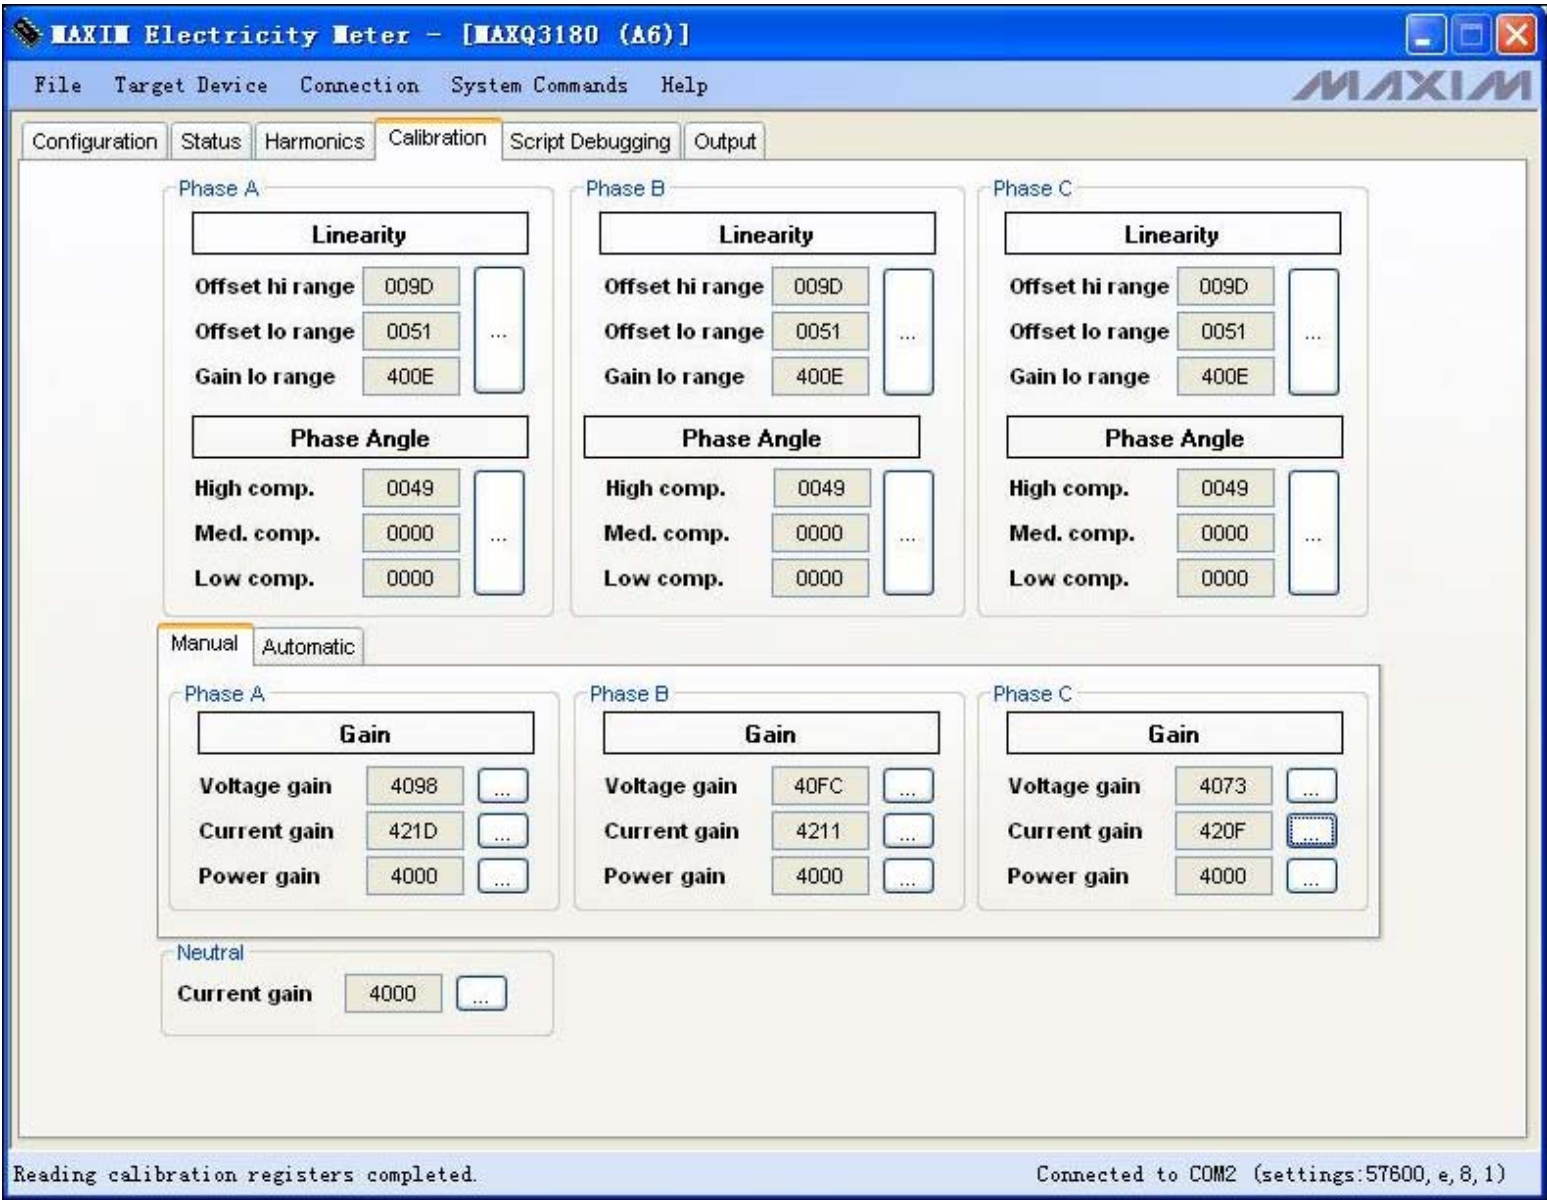 MAXIM Electricity Meter - [MAXQ3180 (A6)]
File Target Device Connection System Commands Help MAXIM
Configuration Status Harmonics Calibration Script Debugging Output
Phase A Phase B Phase C
Linearity Linearity Linearity
Offset hi range 009D Offset hi range 009D Offset hi range 009D
Offset lo range 0051 ... Offset lo range 0051 ... Offset lo range 0051 ...
Gain lo range 400E Gain lo range 400E Gain lo range 400E
Phase Angle Phase Angle Phase Angle
High comp. 0049 High comp. 0049 High comp. 0049
Med. comp. 0000 ... Med. comp. 0000 ... Med. comp. 0000 ...
Low comp. 0000 Low comp. 0000 Low comp. 0000
Manual Automatic
Phase A Phase B Phase C
Gain Gain Gain
Voltage gain 4098 ... Voltage gain 40FC ... Voltage gain 4073 ...
Current gain 421D ... Current gain 4211 ... Current gain 420F ...
Power gain 4000 ... Power gain 4000 ... Power gain 4000 ...
Neutral
Current gain 4000 ...
Reading calibration registers completed. Connected to COM2 (settings:57600,e,8,1)